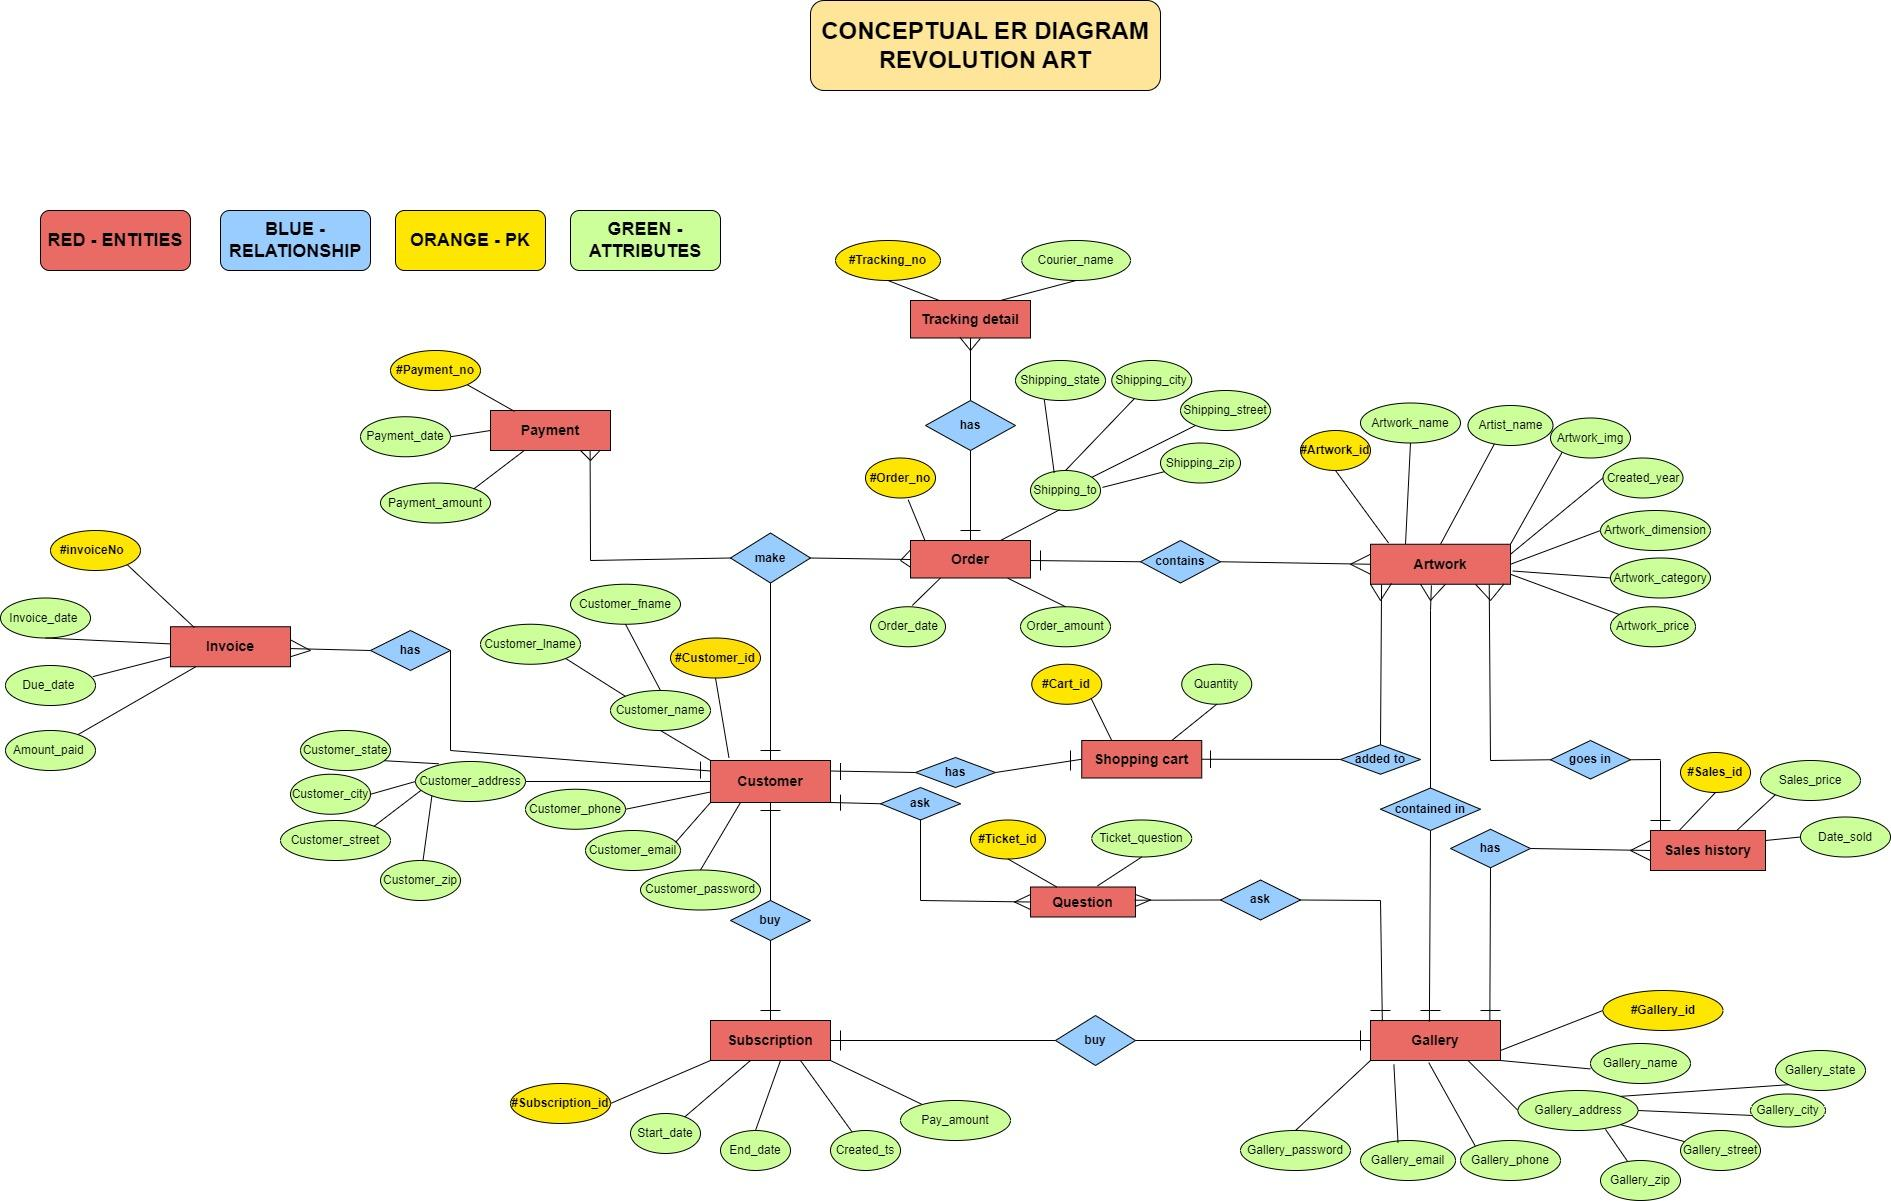 CONCEPTUAL ER DIAGRAM
REVOLUTION ART
RED - ENTITIES
BLUE -
RELATIONSHIP
ORANGE - PK
GREEN -
ATTRIBUTES
#Tracking_no
Courier_name
Tracking detail
#Payment_no
Payment_date
Payment
Payment_amount
has
Shipping_state
Shipping_city
Shipping_street
Shipping_zip
Shipping_to
#Order_no
Artwork_name
Artist_name
Artwork_img
#Artwork_id
Created_year
Artwork_dimension
Artwork_category
Artwork_price
Artwork
#invoiceNo
Invoice_date
Invoice
Due_date
Amount_paid
has
make
Order
contains
Order_date
Order_amount
Customer_fname
Customer_lname
#Customer_id
Customer_name
#Cart_id
Quantity
Customer_state
Customer_city
Customer_address
Customer_street
Customer_zip
Customer_phone
Customer_email
Customer_password
Customer
has
Shopping cart
added to
goes in
#Sales_id
Sales_price
Date_sold
ask
contained in
has
Sales history
#Ticket_id
Ticket_question
Question
ask
buy
Subscription
buy
Gallery
#Gallery_id
Gallery_name
Gallery_state
Gallery_address
Gallery_city
Gallery_street
Gallery_zip
#Subscription_id
Start_date
End_date
Created_ts
Pay_amount
Gallery_password
Gallery_email
Gallery_phone